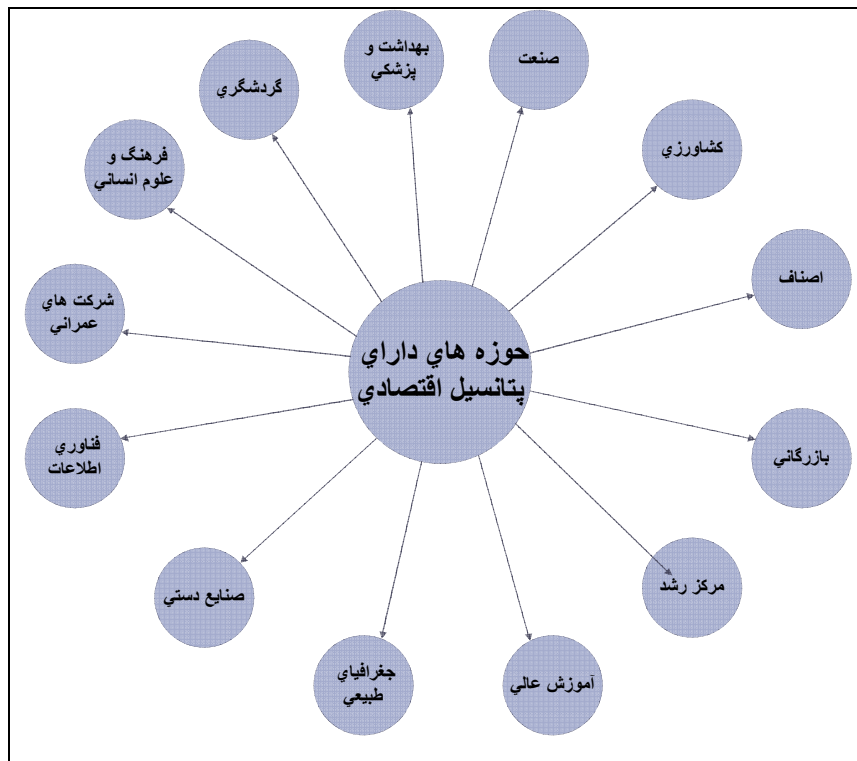 بهداشت و
پزشكي
صنعت
گردشگري
كشاورزي
فرهنگ و
علوم انساني
اصناف
شركت هاي
عمراني
حوزه هاي داراي
پتانسيل اقتصادي
فناوري
اطلاعات
بازرگاني
صنايع دستي
مركز رشد
جغرافياي
طبيعي
آموزش عالي